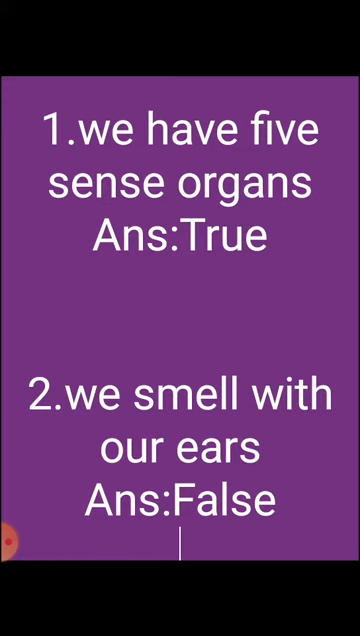 1.we have five
sense organs
Ans:True
2.we smell with
our ears
Ans:False